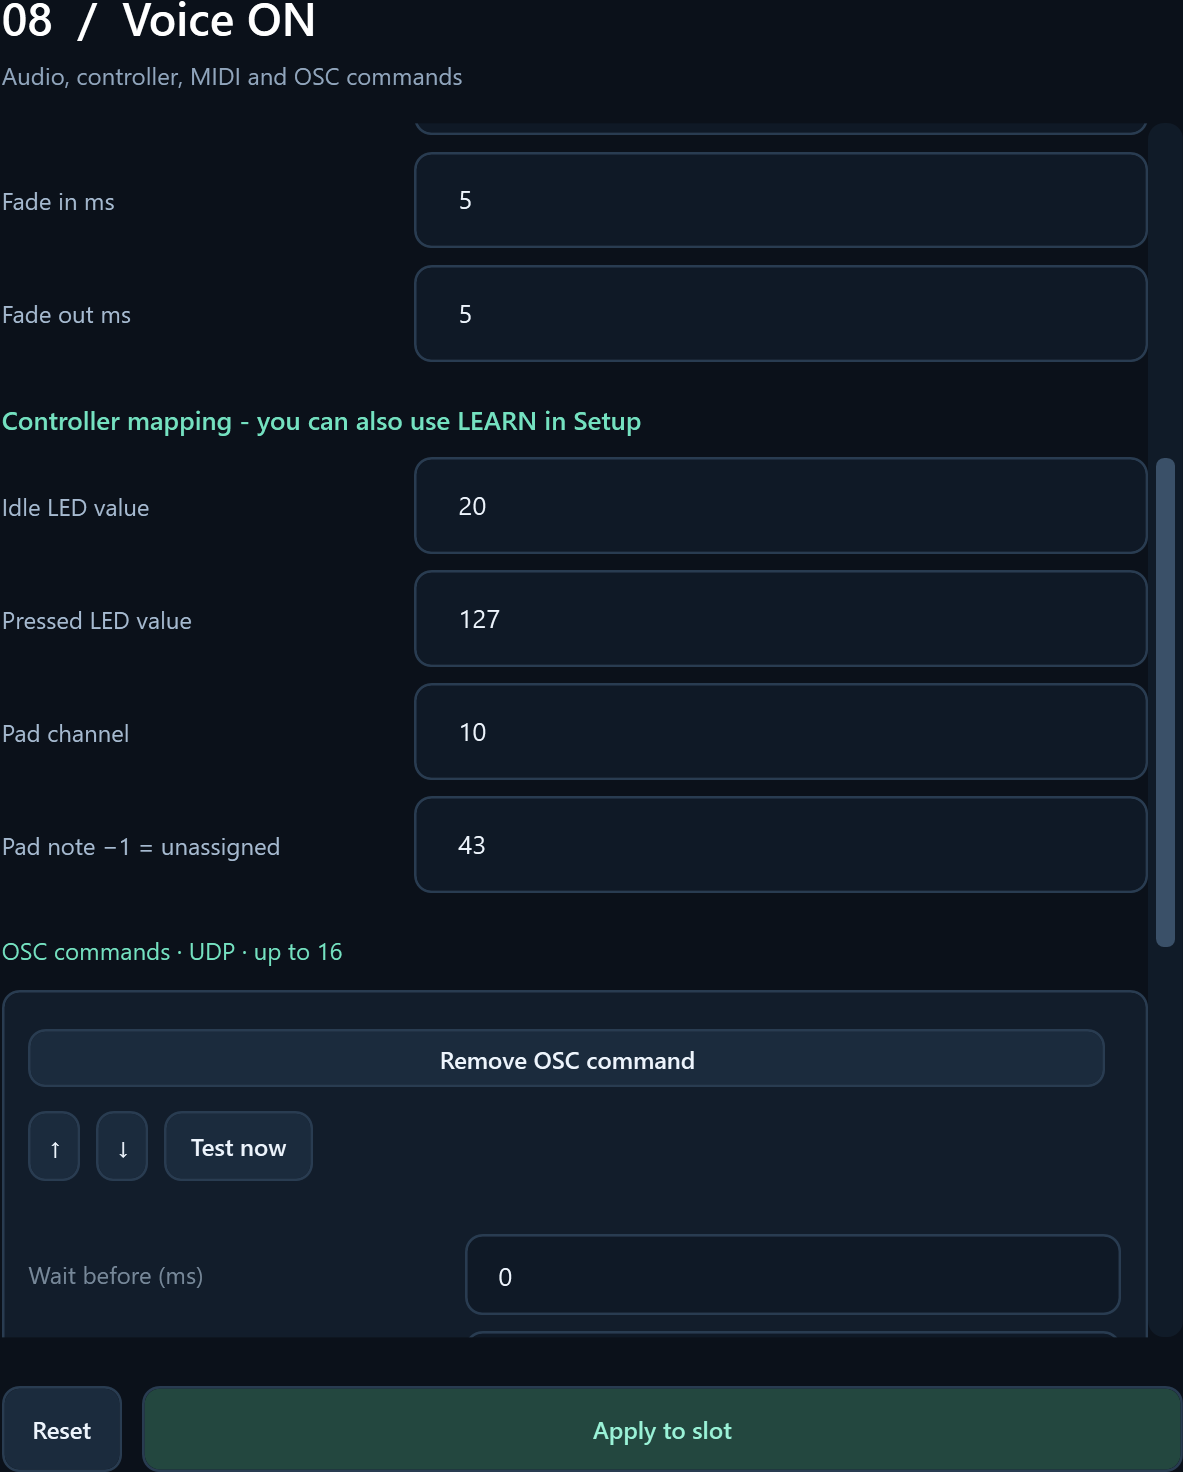 08 / Voice ON
Audio, controller, MIDI and OSC commands
Fade in ms
5
Fade out ms
5
Controller mapping - you can also use LEARN in Setup
Idle LED value
20
Pressed LED value
127
Pad channel
10
Pad note −1 = unassigned
43
OSC commands · UDP · up to 16
Remove OSC command
↑
↓
Test now
Wait before (ms)
0
Reset
Apply to slot